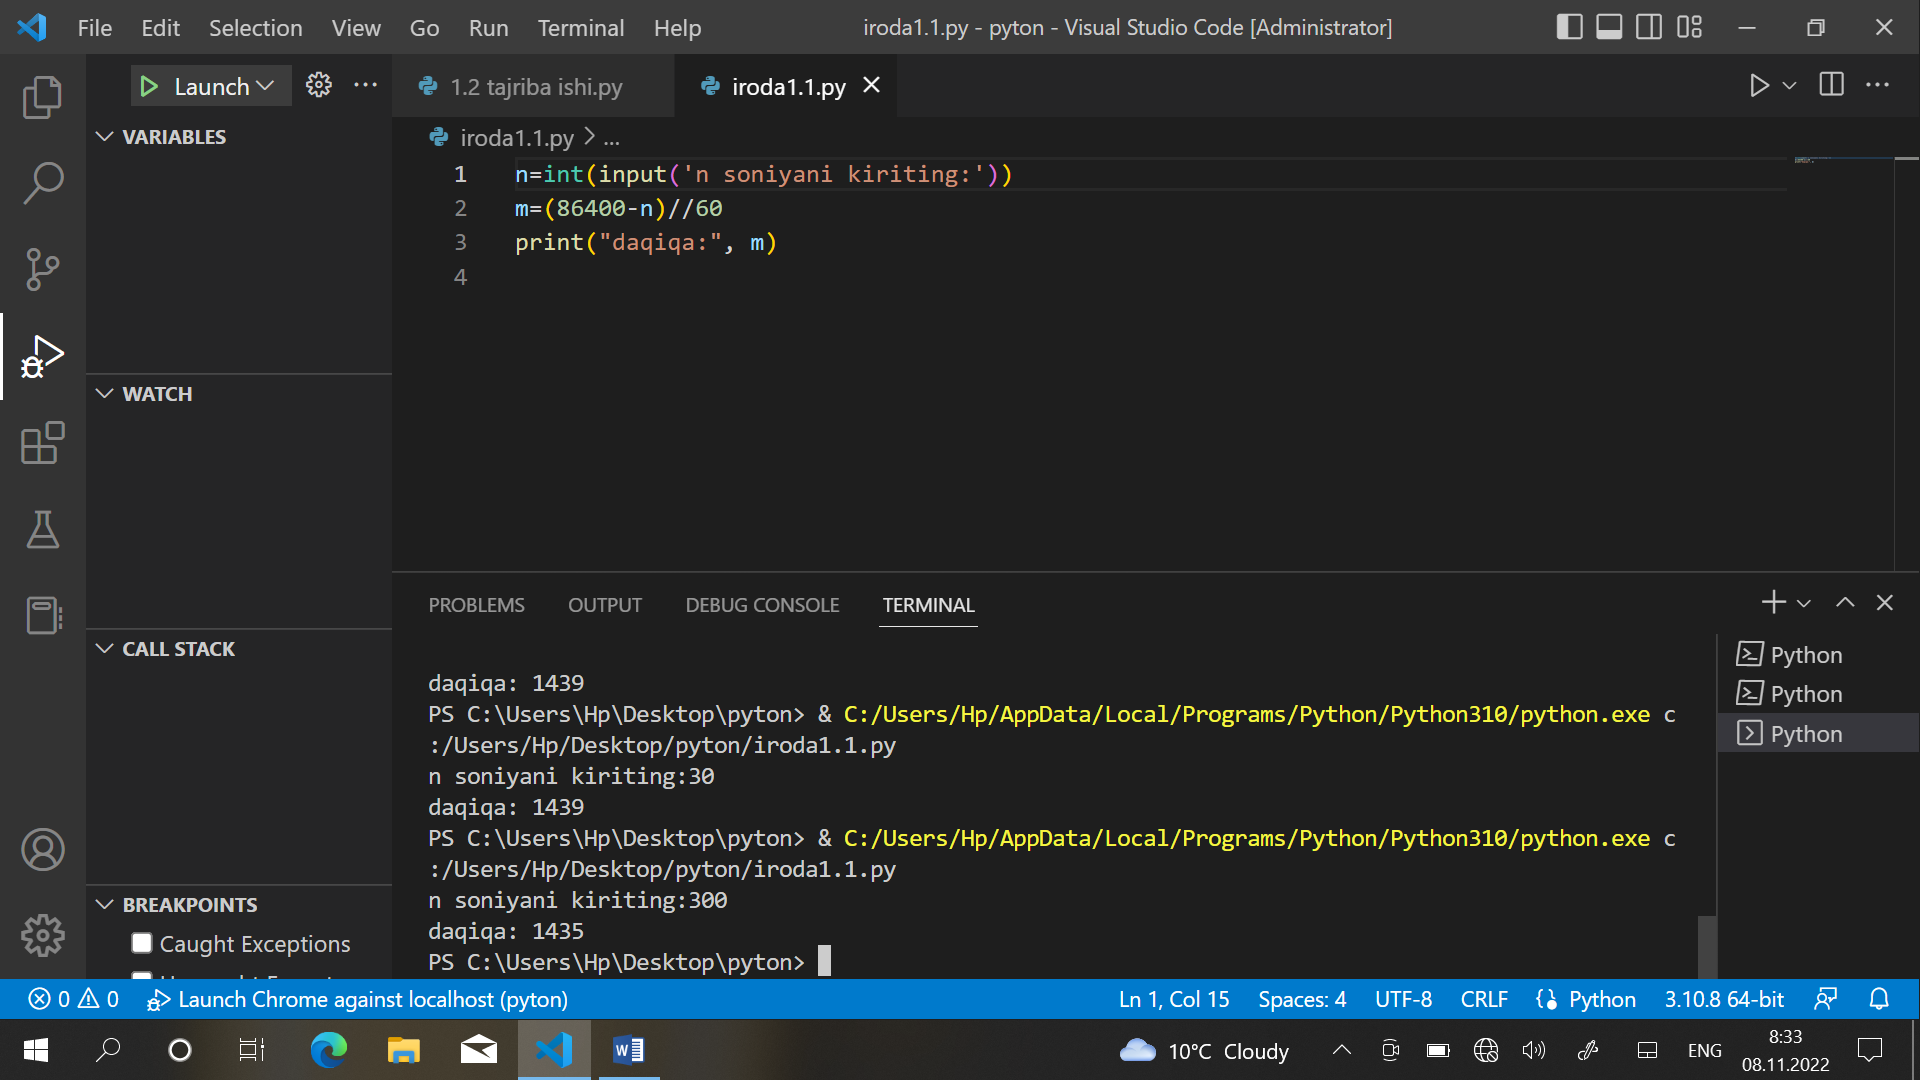 File Edit Selection View Go Run Terminal Help
iroda1.1.py - pyton - Visual Studio Code [Administrator]
Launch
1.2 tajriba ishi.py
iroda1.1.py
VARIABLES
iroda1.1.py > ...
1 n=int(input('n soniyani kiriting:'))
2 m=(86400-n)//60
3 print("daqiqa:", m)
4
WATCH
CALL STACK
BREAKPOINTS
Caught Exceptions
PROBLEMS OUTPUT DEBUG CONSOLE TERMINAL
daqiqa: 1439
PS C:\Users\Hp\Desktop\pyton> & C:/Users/Hp/AppData/Local/Programs/Python/Python310/python.exe c
:/Users/Hp/Desktop/pyton/iroda1.1.py
n soniyani kiriting:30
daqiqa: 1439
PS C:\Users\Hp\Desktop\pyton> & C:/Users/Hp/AppData/Local/Programs/Python/Python310/python.exe c
:/Users/Hp/Desktop/pyton/iroda1.1.py
n soniyani kiriting:300
daqiqa: 1435
PS C:\Users\Hp\Desktop\pyton>
Python
Python
Python
0 0 Launch Chrome against localhost (pyton)
Ln 1, Col 15 Spaces: 4 UTF-8 CRLF Python 3.10.8 64-bit
10°C Cloudy
ENG
8:33
08.11.2022